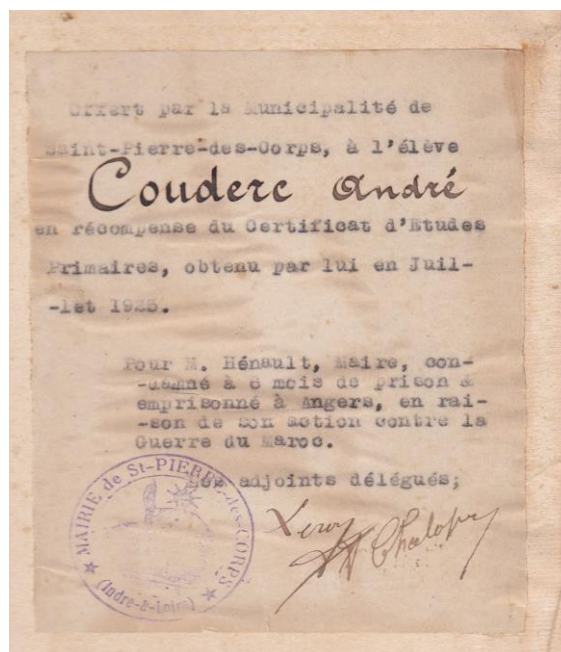 Offert par la Municipalité de
Saint-Pierre-des-Corps, à l'élève
Couderc André
en récompense du Certificat d'Etudes
Primaires, obtenu par lui en Juil-
-let 1925.
Pour M. Hénault, Maire, con-
-damné à 6 mois de prison &
emprisonné à Angers, en rai-
-son de son action contre la
Guerre du Maroc.
Les adjoints délégués;
MAIRIE de St-PIERRE-des-CORPS
(Indre-&-Loire)
Leroy